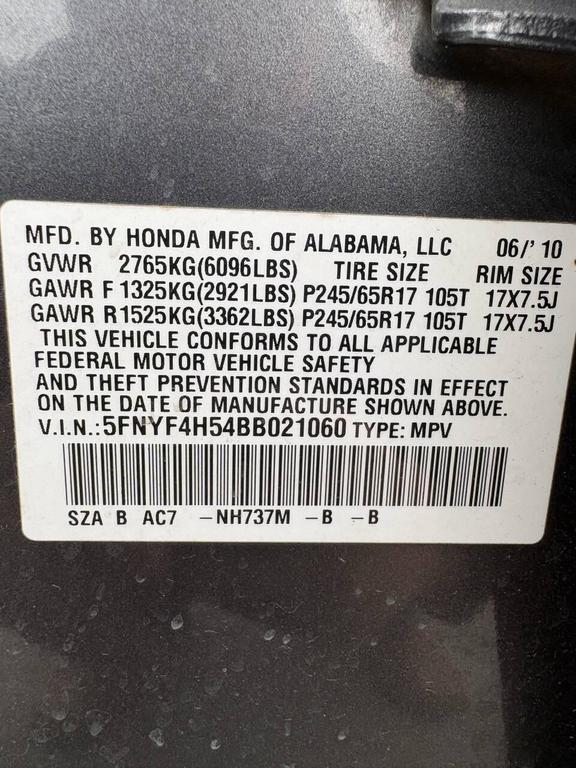 MFD. BY HONDA MFG. OF ALABAMA, LLC 06/'10
GVWR 2765KG(6096LBS) TIRE SIZE RIM SIZE
GAWR F 1325KG(2921LBS) P245/65R17 105T 17X7.5J
GAWR R1525KG(3362LBS) P245/65R17 105T 17X7.5J
THIS VEHICLE CONFORMS TO ALL APPLICABLE
FEDERAL MOTOR VEHICLE SAFETY
AND THEFT PREVENTION STANDARDS IN EFFECT
ON THE DATE OF MANUFACTURE SHOWN ABOVE.
V.I.N.:5FNYF4H54BB021060 TYPE: MPV
SZA B AC7 -NH737M -B -B